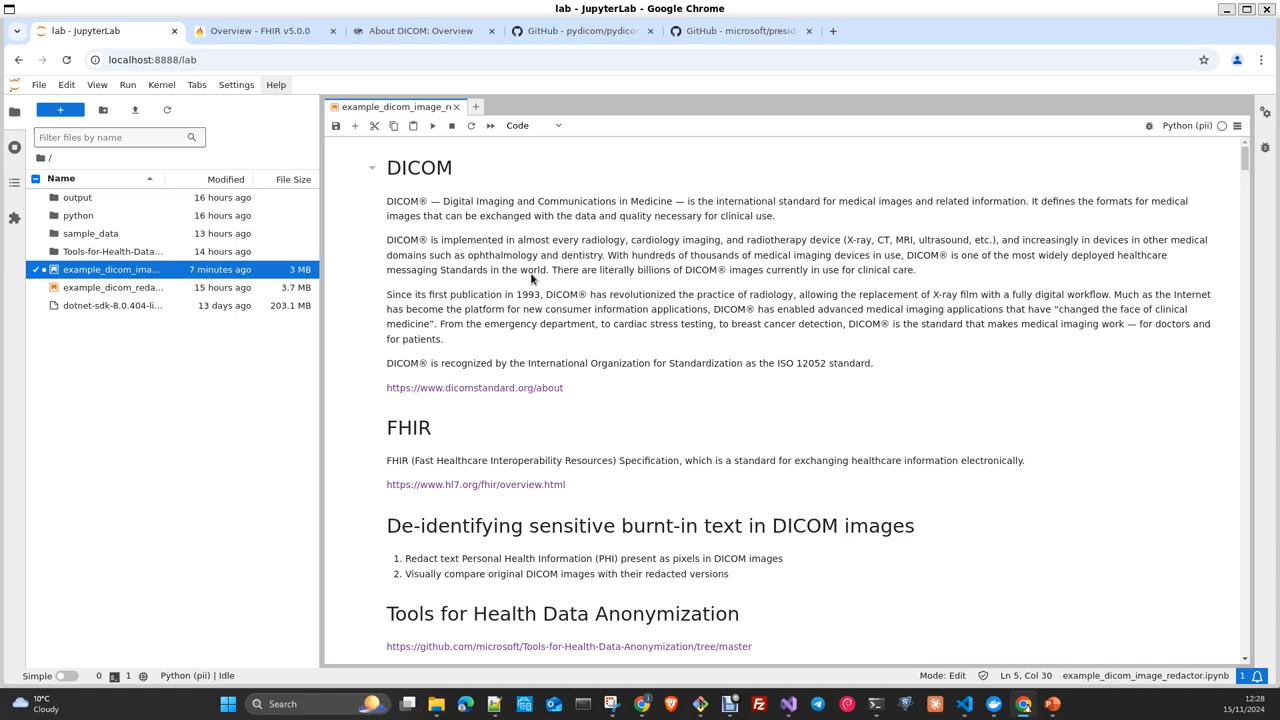 lab - JupyterLab - Google Chrome
lab - JupyterLab
Overview - FHIR v5.0.0
About DICOM: Overview
GitHub - pydicom/pydico
GitHub - microsoft/presid
localhost:8888/lab
File Edit View Run Kernel Tabs Settings Help
example_dicom_image_re
Filter files by name
Code
Python (pii)
/
Name Modified File Size
output 16 hours ago
python 16 hours ago
sample_data 13 hours ago
Tools-for-Health-Data... 14 hours ago
example_dicom_ima... 7 minutes ago 3 MB
example_dicom_reda... 15 hours ago 3.7 MB
dotnet-sdk-8.0.404-li... 13 days ago 203.1 MB
DICOM
DICOM® — Digital Imaging and Communications in Medicine — is the international standard for medical images and related information. It defines the formats for medical
images that can be exchanged with the data and quality necessary for clinical use.
DICOM® is implemented in almost every radiology, cardiology imaging, and radiotherapy device (X-ray, CT, MRI, ultrasound, etc.), and increasingly in devices in other medical
domains such as ophthalmology and dentistry. With hundreds of thousands of medical imaging devices in use, DICOM® is one of the most widely deployed healthcare
messaging Standards in the world. There are literally billions of DICOM® images currently in use for clinical care.
Since its first publication in 1993, DICOM® has revolutionized the practice of radiology, allowing the replacement of X-ray film with a fully digital workflow. Much as the Internet
has become the platform for new consumer information applications, DICOM® has enabled advanced medical imaging applications that have “changed the face of clinical
medicine”. From the emergency department, to cardiac stress testing, to breast cancer detection, DICOM® is the standard that makes medical imaging work — for doctors and
for patients.
DICOM® is recognized by the International Organization for Standardization as the ISO 12052 standard.
https://www.dicomstandard.org/about
FHIR
FHIR (Fast Healthcare Interoperability Resources) Specification, which is a standard for exchanging healthcare information electronically.
https://www.hl7.org/fhir/overview.html
De-identifying sensitive burnt-in text in DICOM images
1. Redact text Personal Health Information (PHI) present as pixels in DICOM images
2. Visually compare original DICOM images with their redacted versions
Tools for Health Data Anonymization
https://github.com/microsoft/Tools-for-Health-Data-Anonymization/tree/master
Simple 0 1 Python (pii) | Idle Mode: Edit Ln 5, Col 30 example_dicom_image_redactor.ipynb 1
10°C
Cloudy
Search
12:28
15/11/2024